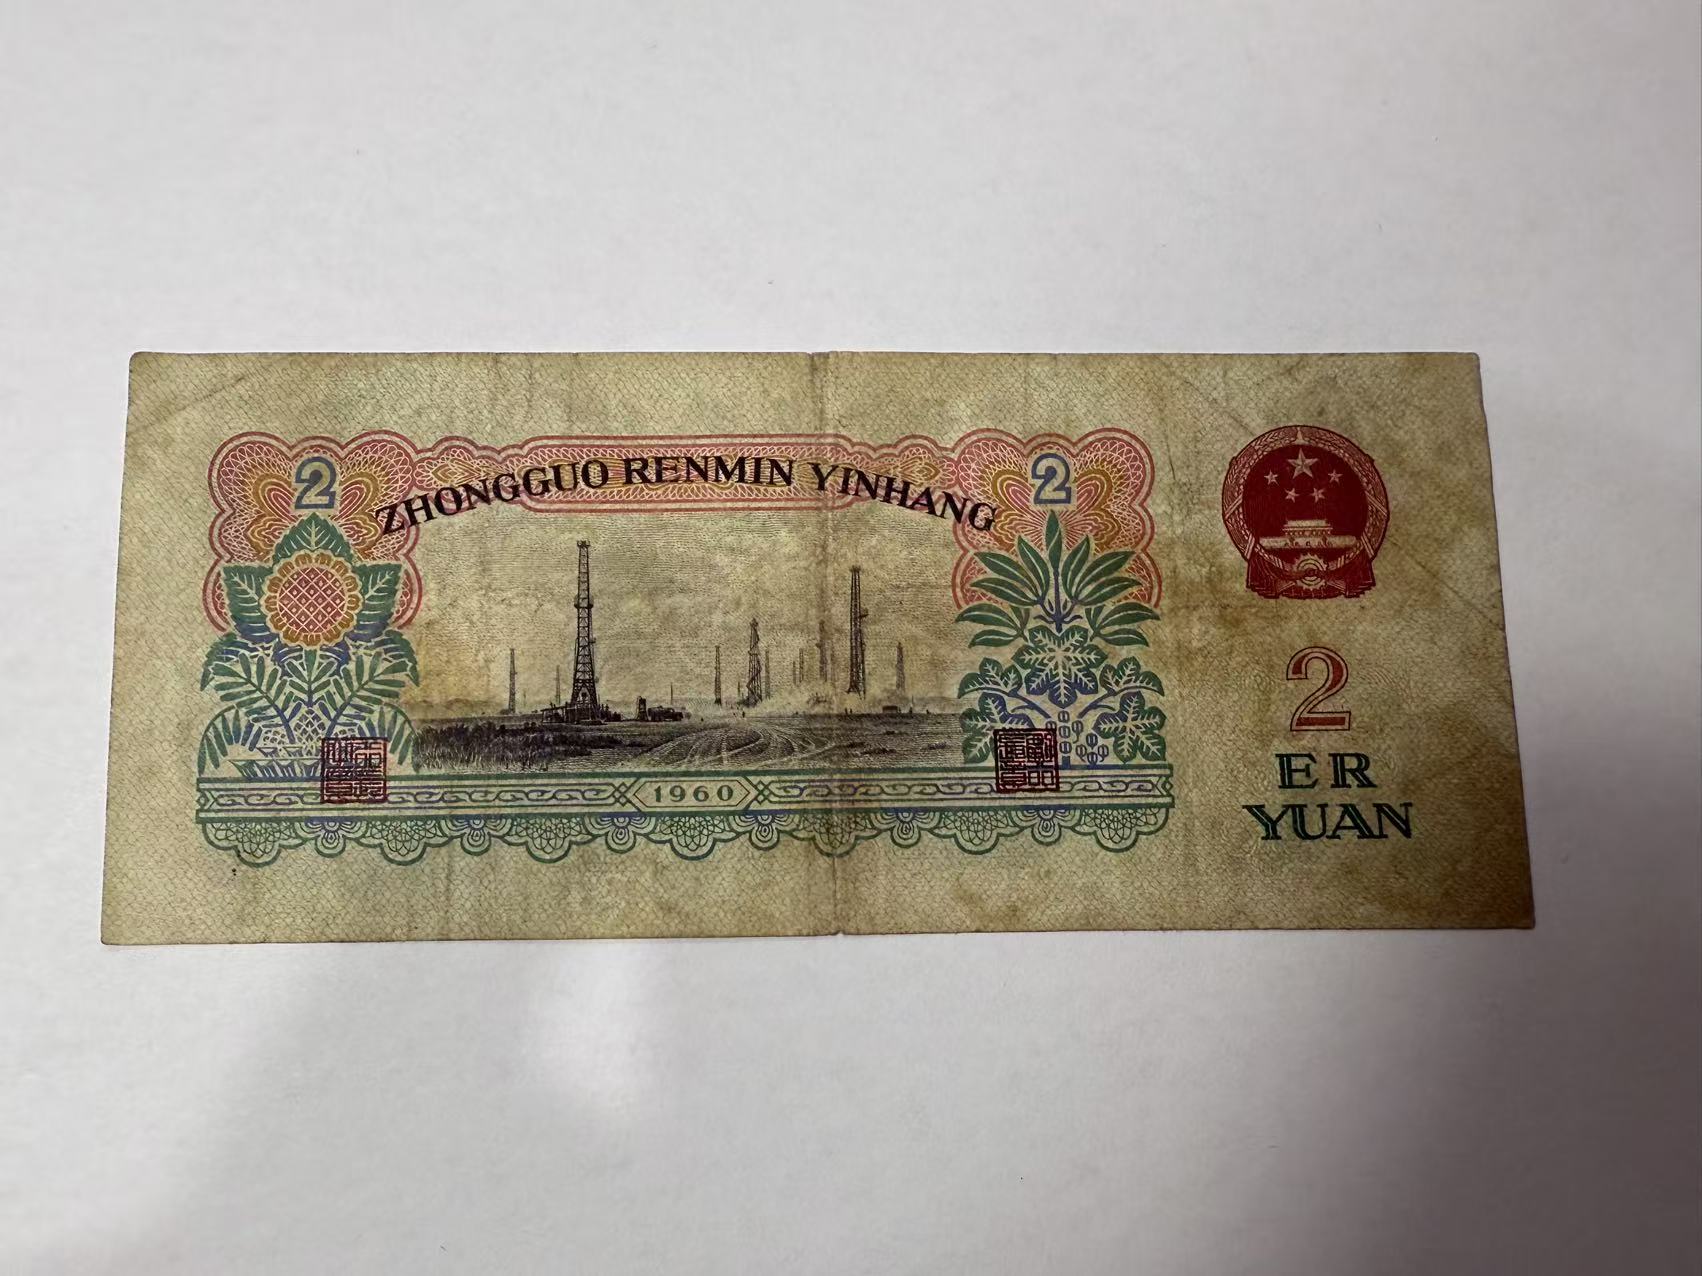 2
ZHONGGUO RENMIN YINHANG
2
1960
2
ER
YUAN